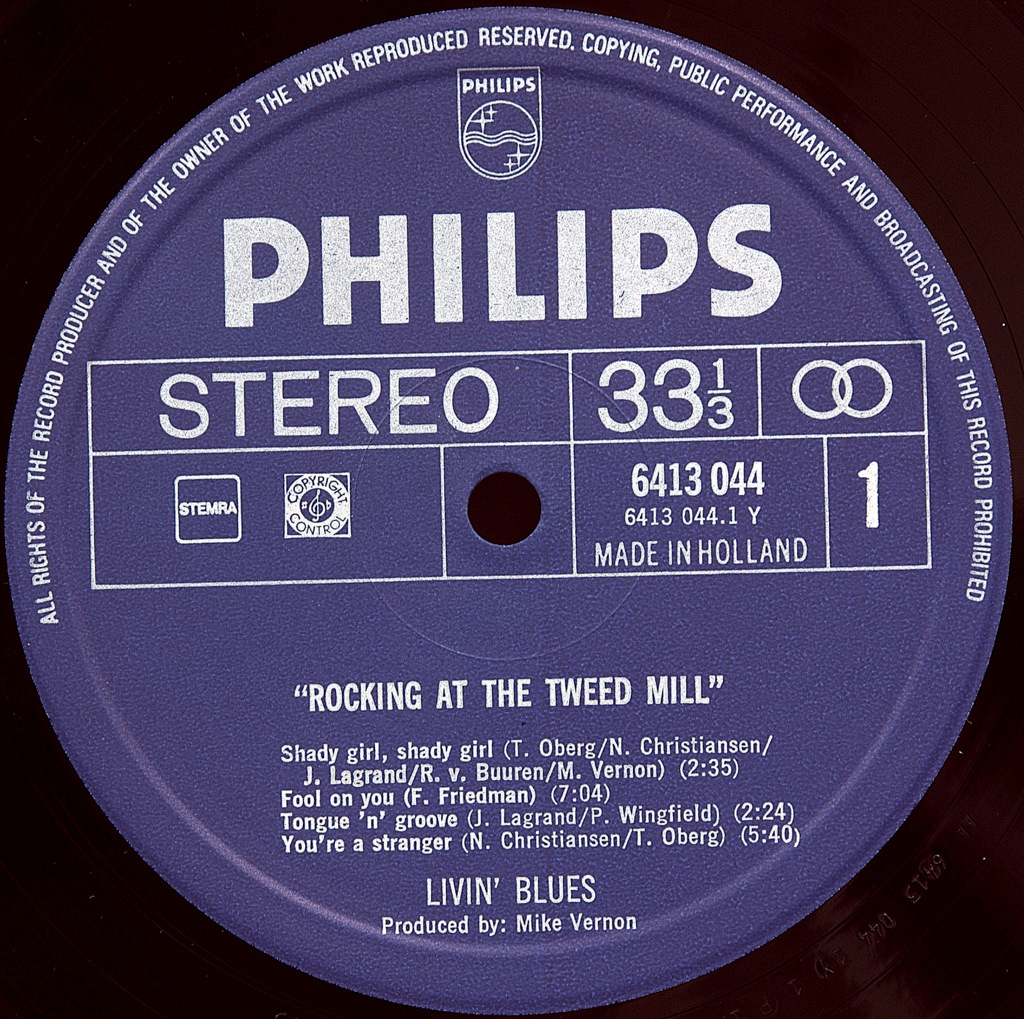 ALL RIGHTS OF THE RECORD PRODUCER AND OF THE OWNER OF THE WORK REPRODUCED RESERVED. COPYING, PUBLIC PERFORMANCE AND BROADCASTING OF THIS RECORD PROHIBITED
PHILIPS
PHILIPS
STEREO 33 1/3
STEMRA
COPYRIGHT CONTROL
6413 044
6413 044.1 Y
MADE IN HOLLAND
1
“ROCKING AT THE TWEED MILL”
Shady girl, shady girl (T. Oberg/N. Christiansen/
J. Lagrand/R. v. Buuren/M. Vernon) (2:35)
Fool on you (F. Friedman) (7:04)
Tongue 'n' groove (J. Lagrand/P. Wingfield) (2:24)
You're a stranger (N. Christiansen/T. Oberg) (5:40)
LIVIN' BLUES
Produced by: Mike Vernon